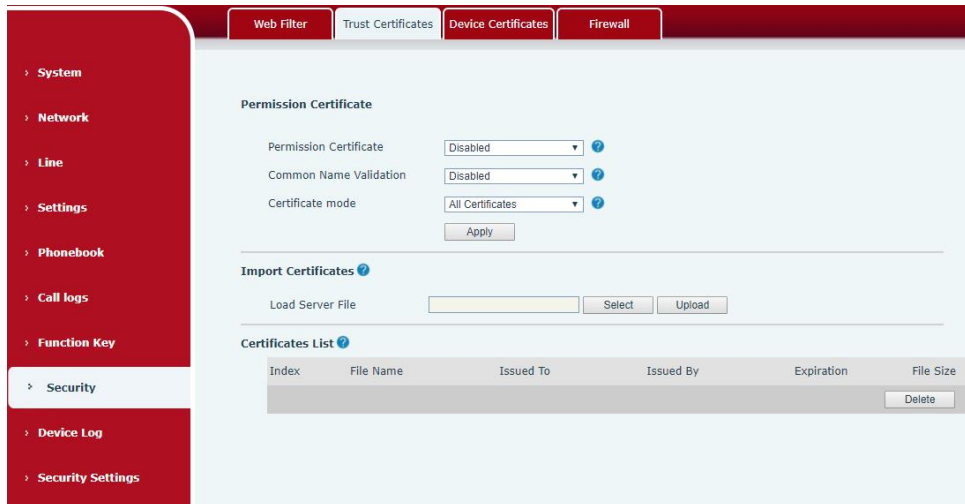 Web Filter Trust Certificates Device Certificates Firewall
System
Network
Line
Settings
Phonebook
Call logs
Function Key
Security
Device Log
Security Settings
Permission Certificate
Permission Certificate Disabled ?
Common Name Validation Disabled ?
Certificate mode All Certificates ?
Apply
Import Certificates ?
Load Server File Select Upload
Certificates List ?
Index File Name Issued To Issued By Expiration File Size
Delete